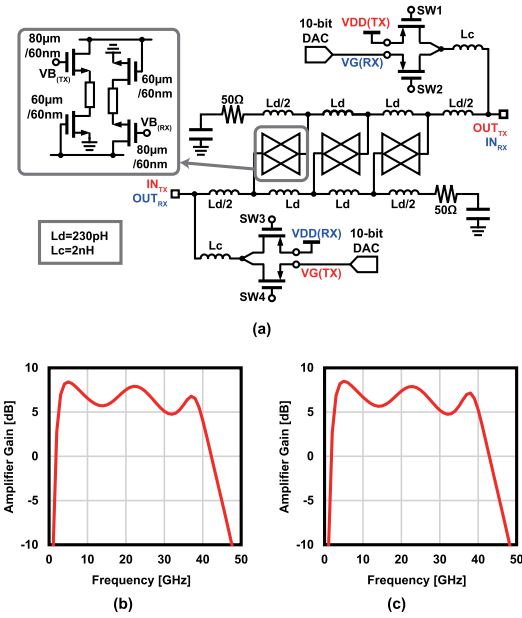 80μm
/60nm
VB(TX)
60μm
/60nm
60μm
/60nm
VB(RX)
80μm
/60nm
SW1
10-bit
DAC
VDD(TX)
VG(RX)
Lc
SW2
50Ω
Ld/2
Ld
Ld
Ld/2
OUTTX
INRX
INTX
OUTRX
Ld/2
Ld
Ld
Ld/2
50Ω
Ld=230pH
Lc=2nH
SW3
Lc
VDD(RX)
10-bit
DAC
VG(TX)
SW4
(a)
10
5
0
-5
-10
Amplifier Gain [dB]
0
10
20
30
40
50
Frequency [GHz]
(b)
10
5
0
-5
-10
Amplifier Gain [dB]
0
10
20
30
40
50
Frequency [GHz]
(c)